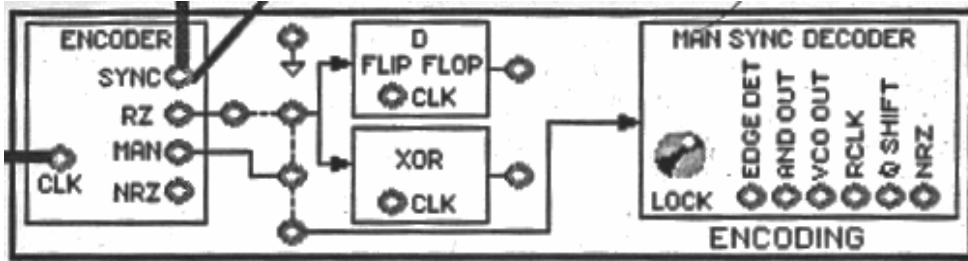 ENCODER
SYNC
RZ
MAN
CLK
NRZ
D
FLIP FLOP
CLK
XOR
CLK
MAN SYNC DECODER
LOCK
EDGE DET
AND OUT
VCO OUT
RCLK
Q SHIFT
NRZ
ENCODING